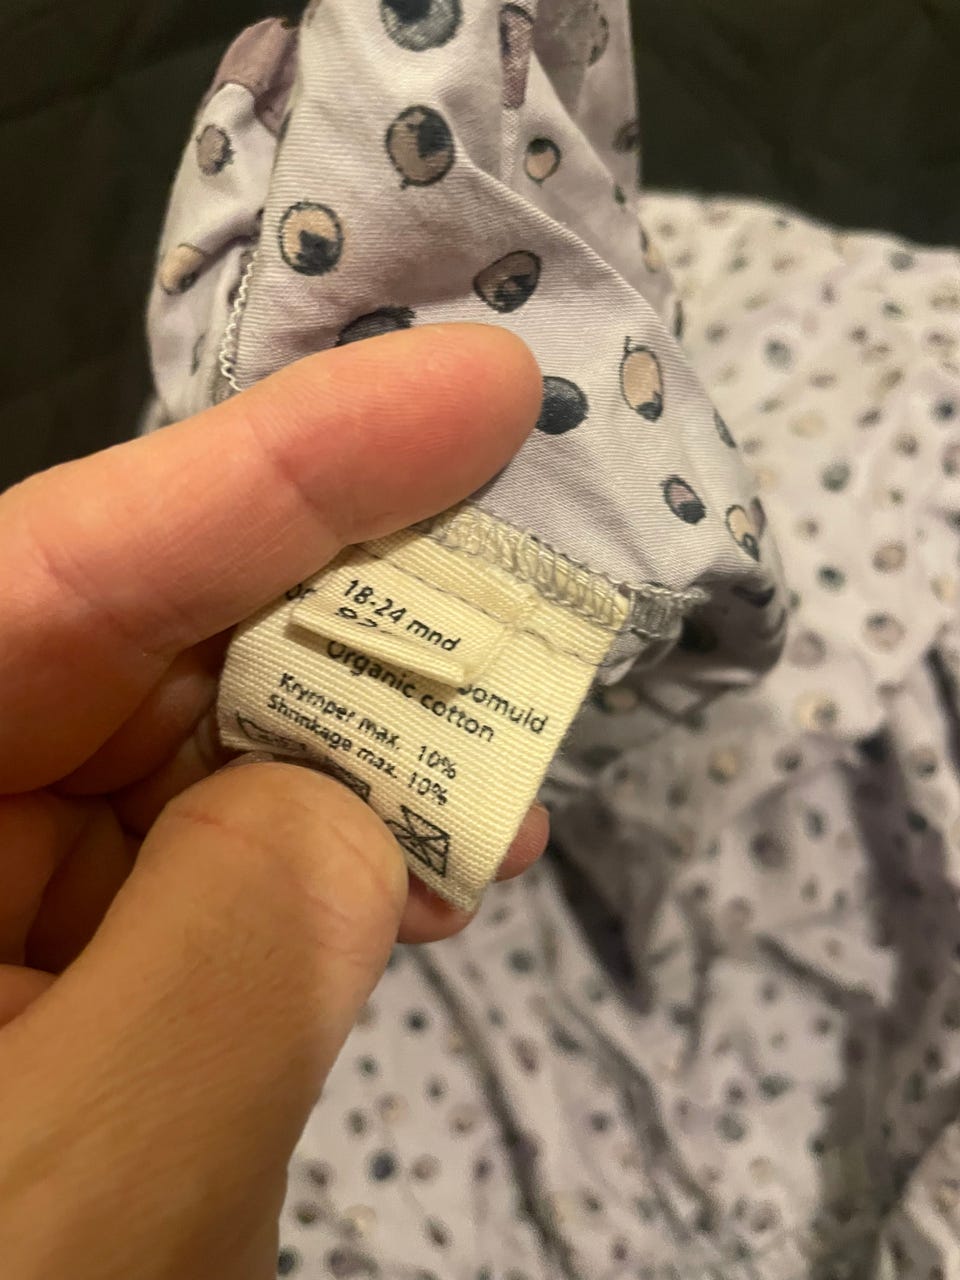 18-24 mnd
Organic cotton
Krymper max. 10%
Shrinkage max. 10%